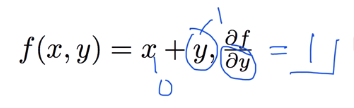 f(x, y) = x + y, ∂f/∂y = 1
1
0